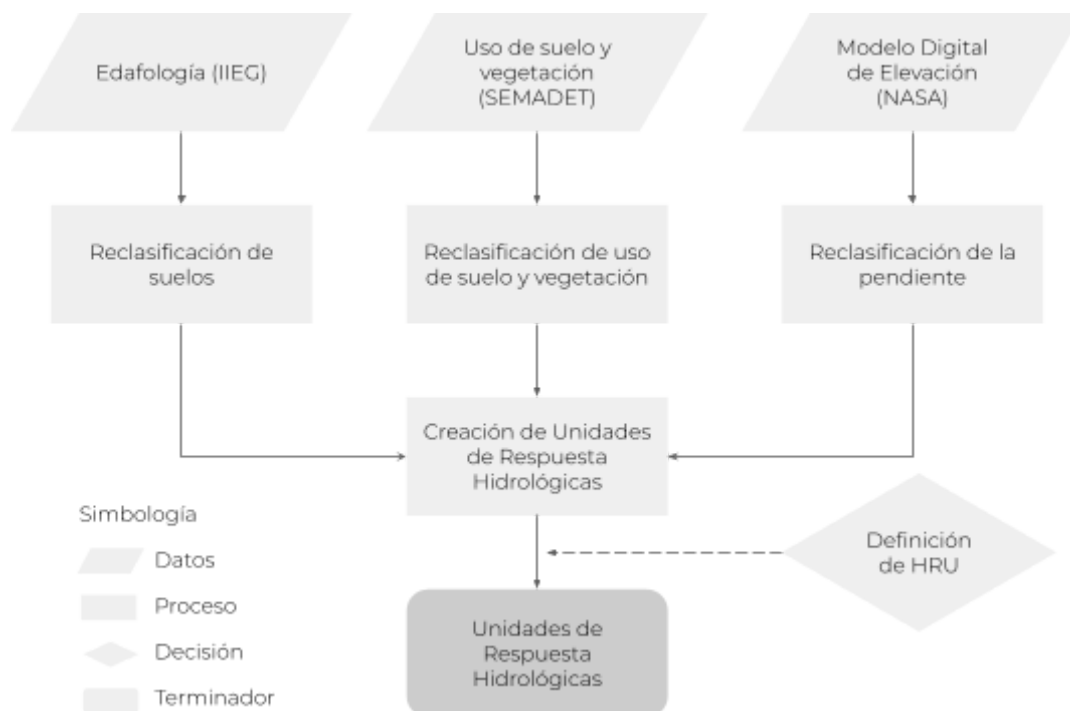 Edafología (IIEG)
Uso de suelo y
vegetación
(SEMADET)
Modelo Digital
de Elevación
(NASA)
Reclasificación de
suelos
Reclasificación de uso
de suelo y vegetación
Reclasificación de la
pendiente
Creación de Unidades
de Respuesta
Hidrológicas
Definición
de HRU
Unidades de
Respuesta
Hidrológicas
Simbología
Datos
Proceso
Decisión
Terminador